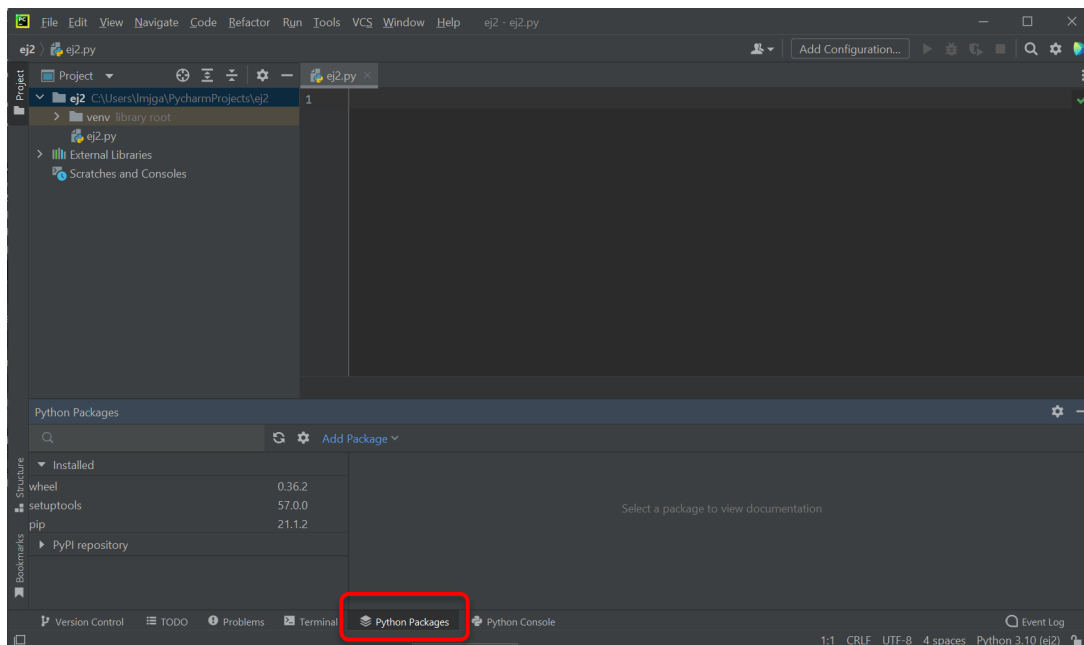 PC File Edit View Navigate Code Refactor Run Tools VCS Window Help ej2 - ej2.py
ej2 ej2.py Add Configuration...
Project
Project ej2.py
ej2 C:\Users\lmjga\PycharmProjects\ej2 1
venv library root
ej2.py
External Libraries
Scratches and Consoles
Python Packages
Add Package
Structure
Installed
wheel 0.36.2
setuptools 57.0.0
Select a package to view documentation
pip 21.1.2
Bookmarks
PyPI repository
Version Control TODO Problems Terminal Python Packages Python Console Event Log
1:1 CRLF UTF-8 4 spaces Python 3.10 (ej2)